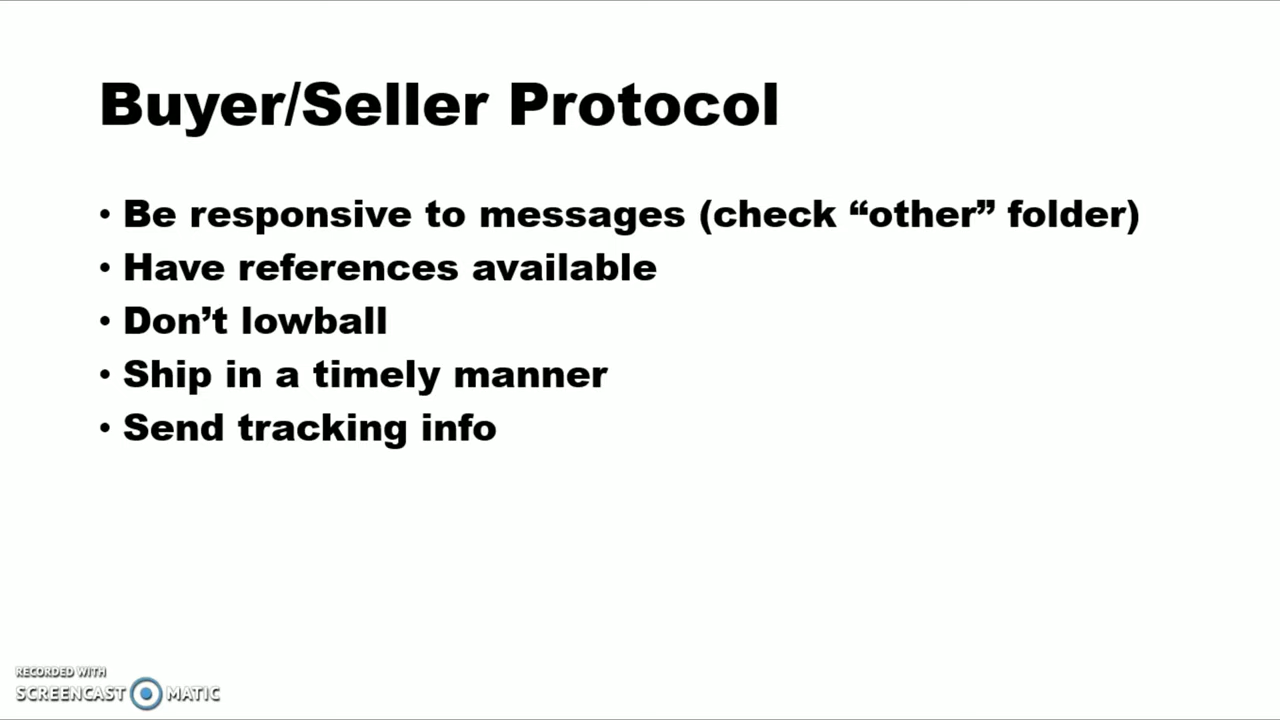 Buyer/Seller Protocol
• Be responsive to messages (check “other” folder)
• Have references available
• Don’t lowball
• Ship in a timely manner
• Send tracking info
RECORDED WITH
SCREENCAST MATIC